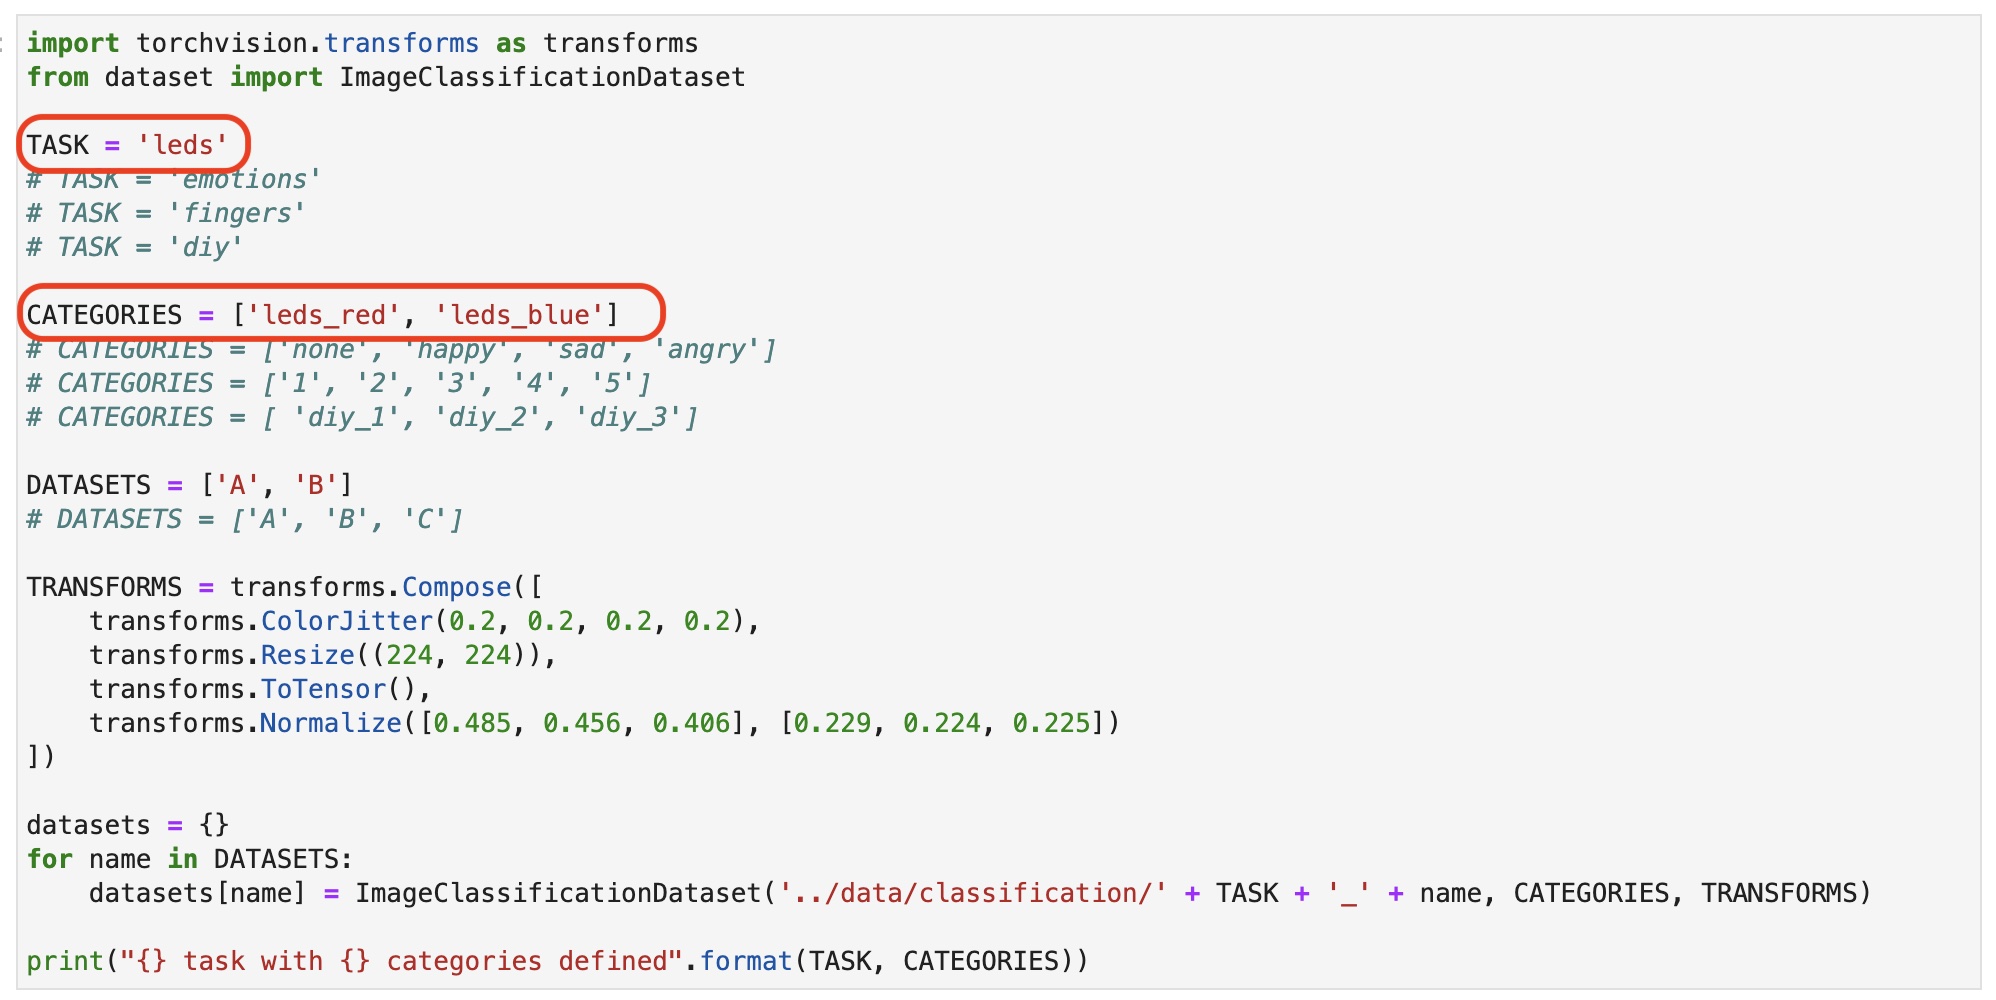 import torchvision.transforms as transforms
from dataset import ImageClassificationDataset
TASK = 'leds'
# TASK = 'emotions'
# TASK = 'fingers'
# TASK = 'diy'
CATEGORIES = ['leds_red', 'leds_blue']
# CATEGORIES = ['none', 'happy', 'sad', 'angry']
# CATEGORIES = ['1', '2', '3', '4', '5']
# CATEGORIES = [ 'diy_1', 'diy_2', 'diy_3']
DATASETS = ['A', 'B']
# DATASETS = ['A', 'B', 'C']
TRANSFORMS = transforms.Compose([
    transforms.ColorJitter(0.2, 0.2, 0.2, 0.2),
    transforms.Resize((224, 224)),
    transforms.ToTensor(),
    transforms.Normalize([0.485, 0.456, 0.406], [0.229, 0.224, 0.225])
])
datasets = {}
for name in DATASETS:
    datasets[name] = ImageClassificationDataset('../data/classification/' + TASK + '_' + name, CATEGORIES, TRANSFORMS)
print("{} task with {} categories defined".format(TASK, CATEGORIES))